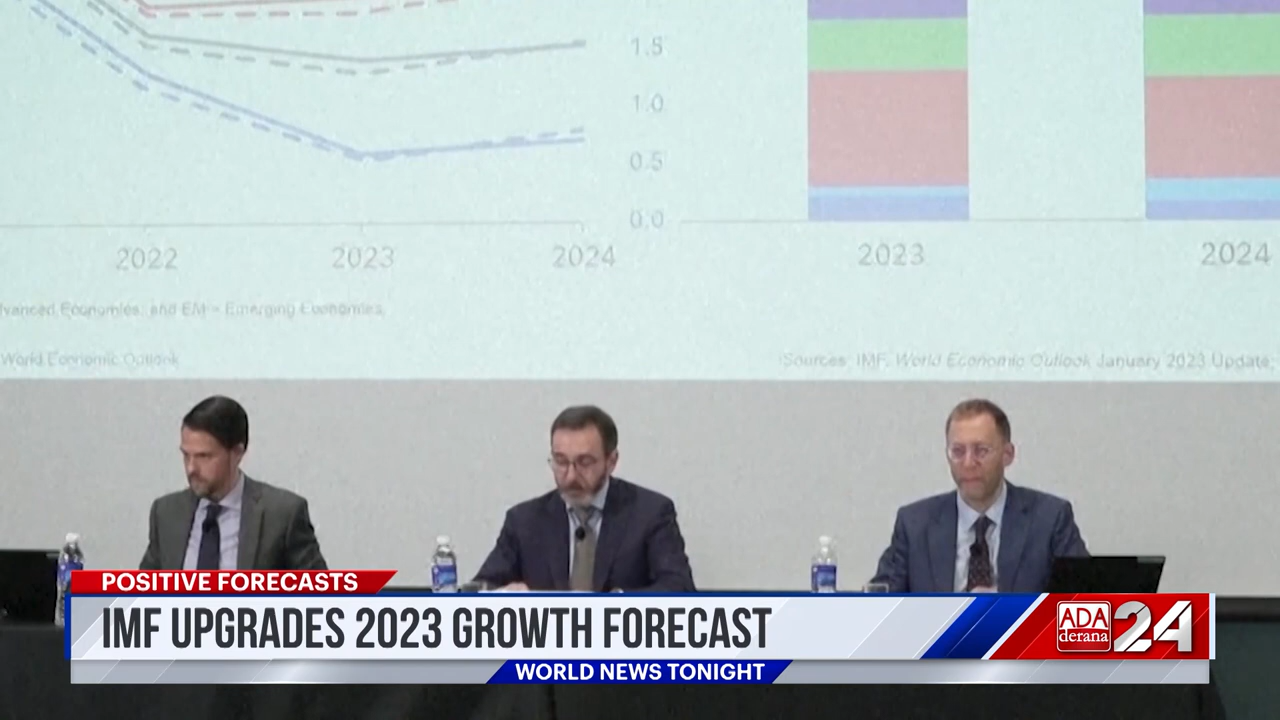 1.5
1.0
0.5
0.0
2022 2023 2024 2023 2024
dvanced Economies; and EM = Emerging Economies.
World Economic Outlook
Sources: IMF, World Economic Outlook January 2023 Update;
POSITIVE FORECASTS
IMF UPGRADES 2023 GROWTH FORECAST
ADA
derana
24
WORLD NEWS TONIGHT